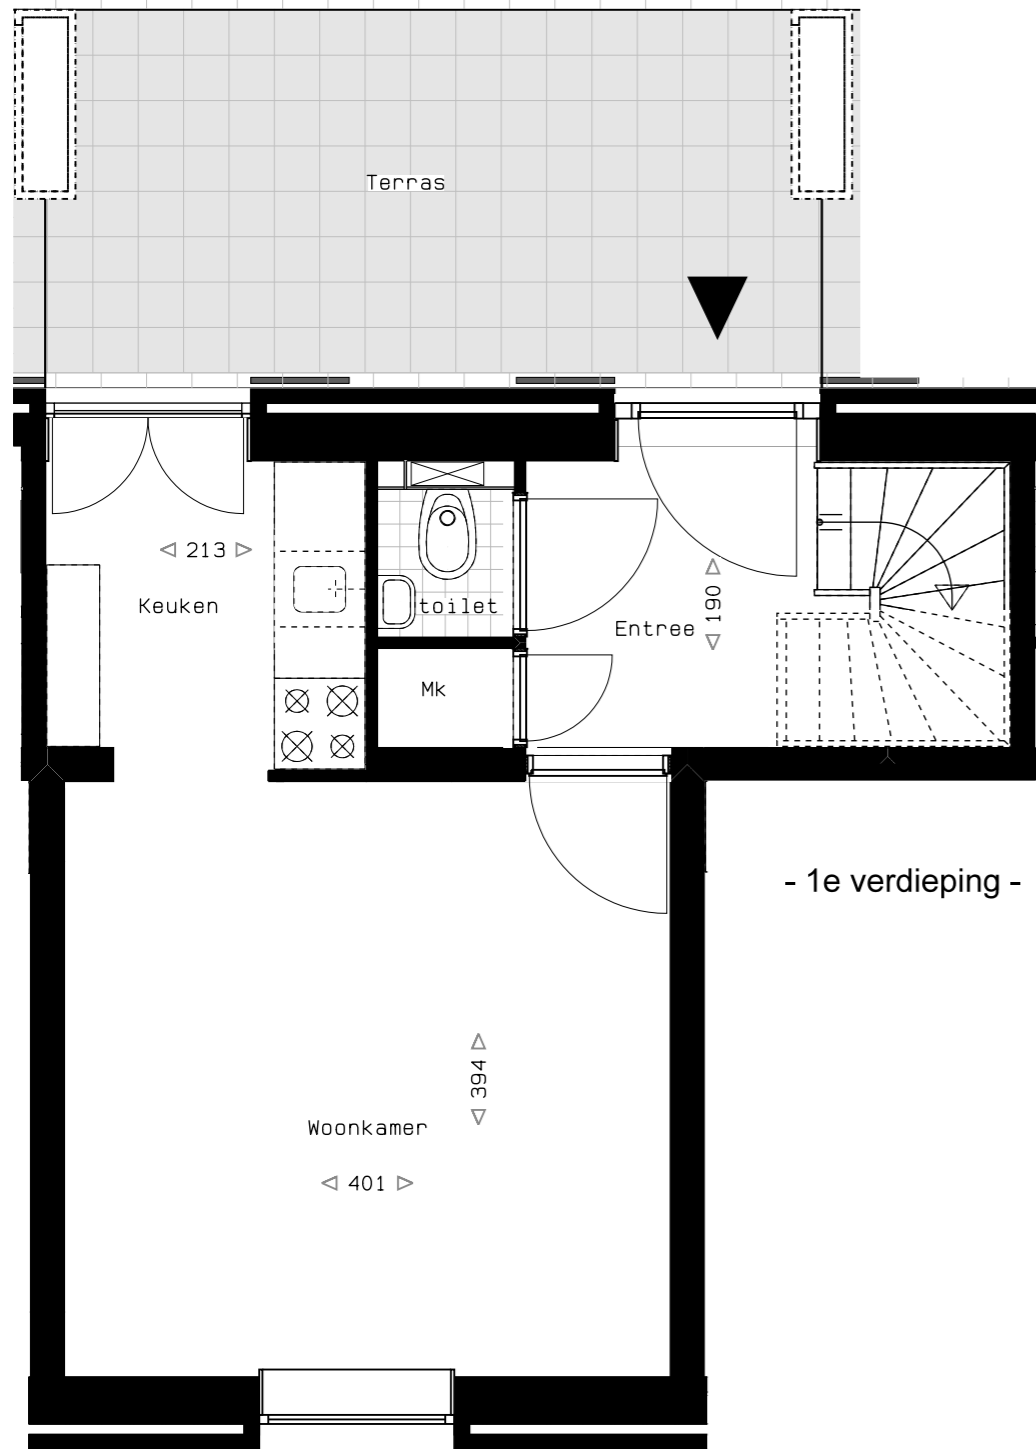 Terras
213
Keuken
toilet
Entree
190
Mk
- 1e verdieping -
394
Woonkamer
401